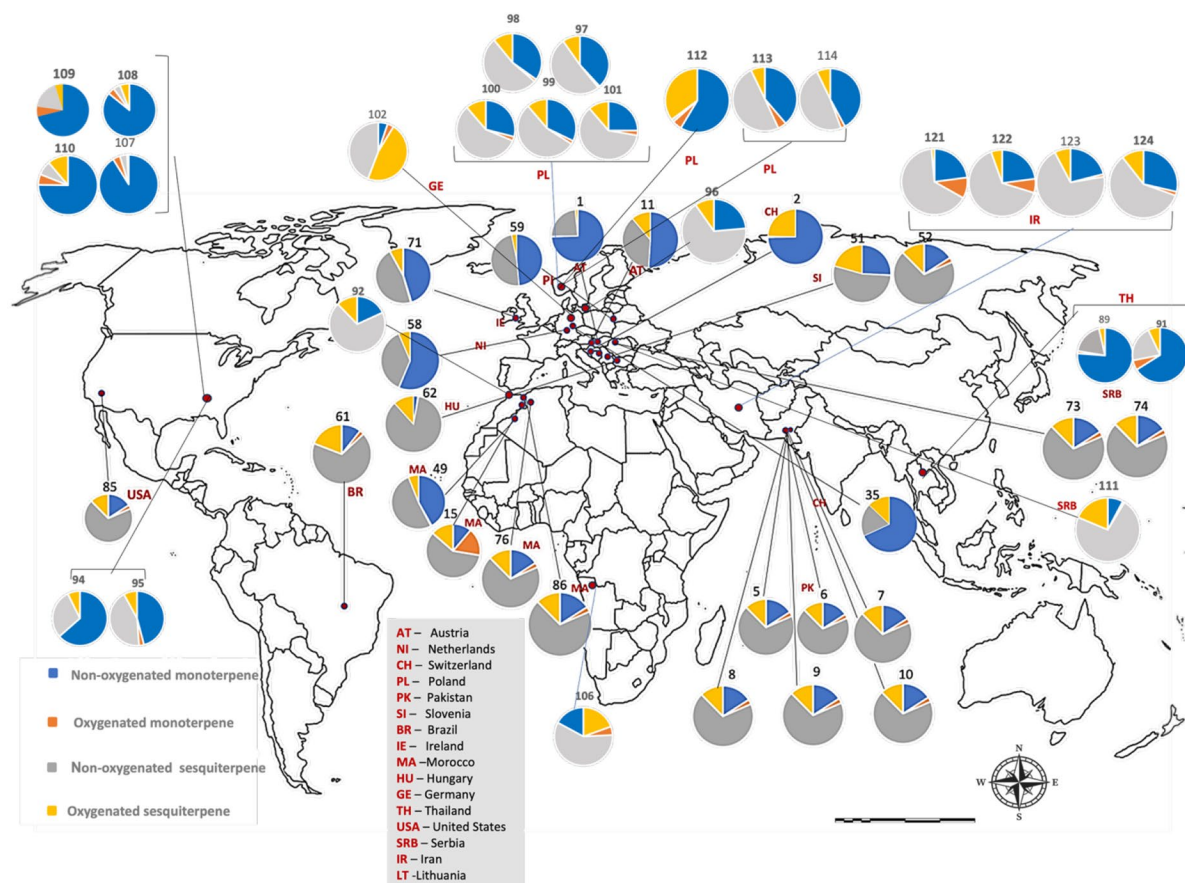 98
97
109
108
112
113
114
100
99
101
102
110
107
PL
PL
PL
GE
121
122
123
124
IR
1
11
96
CH
2
59
AT
PL
AT
71
51
52
SI
TH
92
IE
58
NI
89
91
SRB
62
HU
61
73
74
MA
49
85
USA
BR
15
MA
CH
35
SRB
111
76
MA
86
MA
5
PK
6
7
94
95
8
9
10
106
Non-oxygenated monoterpene
Oxygenated monoterpene
Non-oxygenated sesquiterpene
Oxygenated sesquiterpene
AT – Austria
NI – Netherlands
CH – Switzerland
PL – Poland
PK – Pakistan
SI – Slovenia
BR – Brazil
IE – Ireland
MA –Morocco
HU – Hungary
GE – Germany
TH – Thailand
USA – United States
SRB – Serbia
IR – Iran
LT -Lithuania
N
W E
S